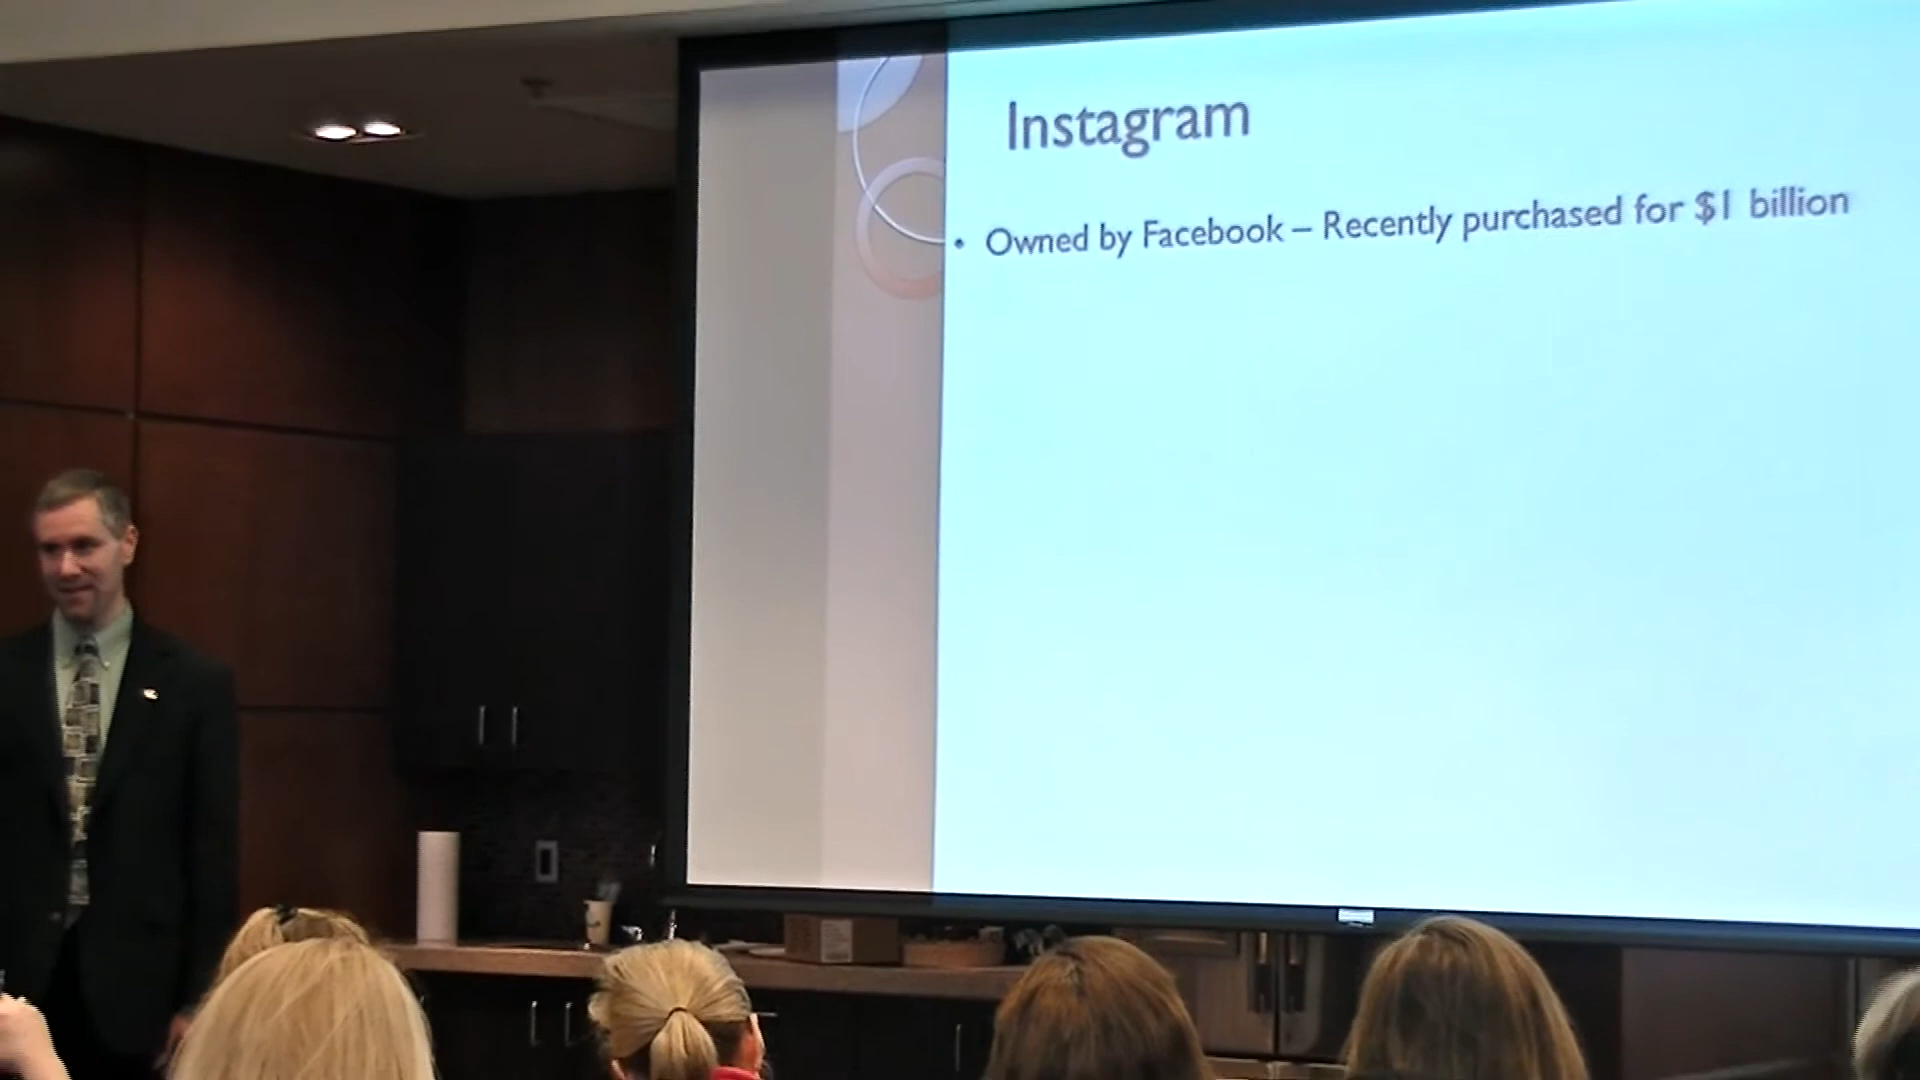 Instagram
• Owned by Facebook – Recently purchased for $1 billion